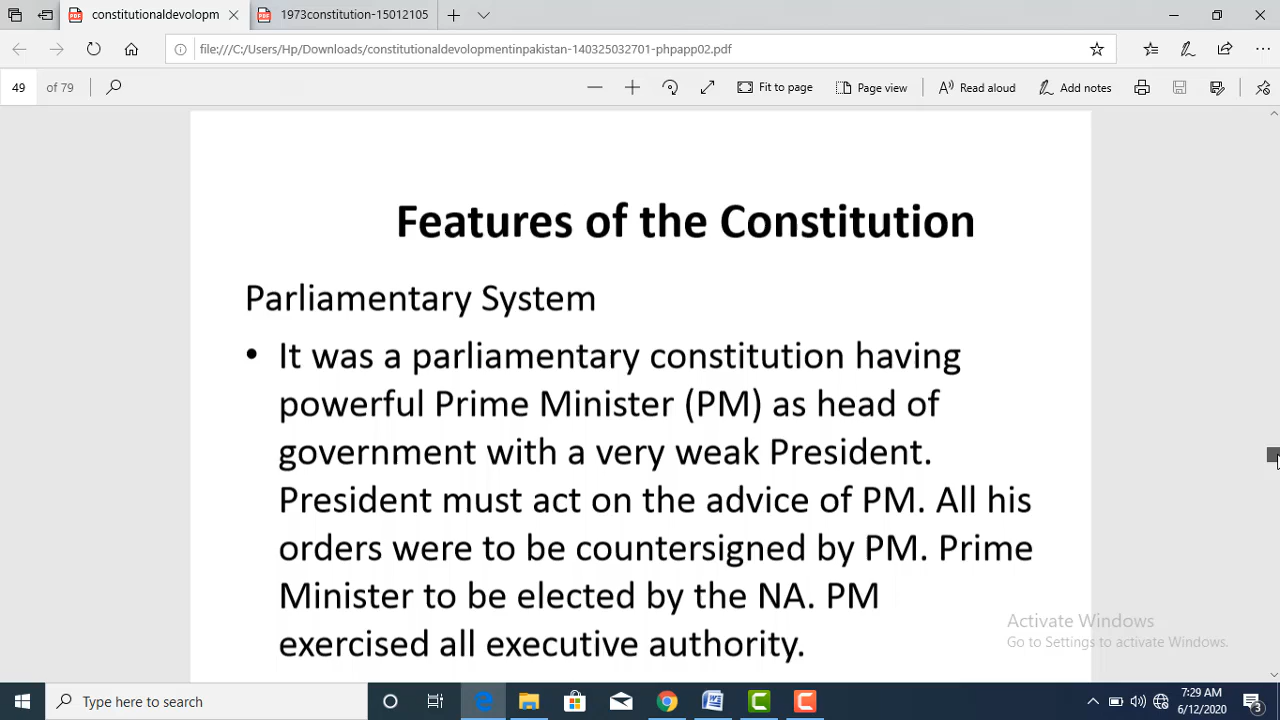 constitutionaldevelopm
1973constitution-15012105
file:///C:/Users/Hp/Downloads/constitutionaldevolopmentinpakistan-140325032701-phpapp02.pdf
49 of 79
Fit to page
Page view
Read aloud
Add notes
Features of the Constitution
Parliamentary System
• It was a parliamentary constitution having
powerful Prime Minister (PM) as head of
government with a very weak President.
President must act on the advice of PM. All his
orders were to be countersigned by PM. Prime
Minister to be elected by the NA. PM
exercised all executive authority.
Activate Windows
Go to Settings to activate Windows.
Type here to search
7:29 AM
6/12/2020
3